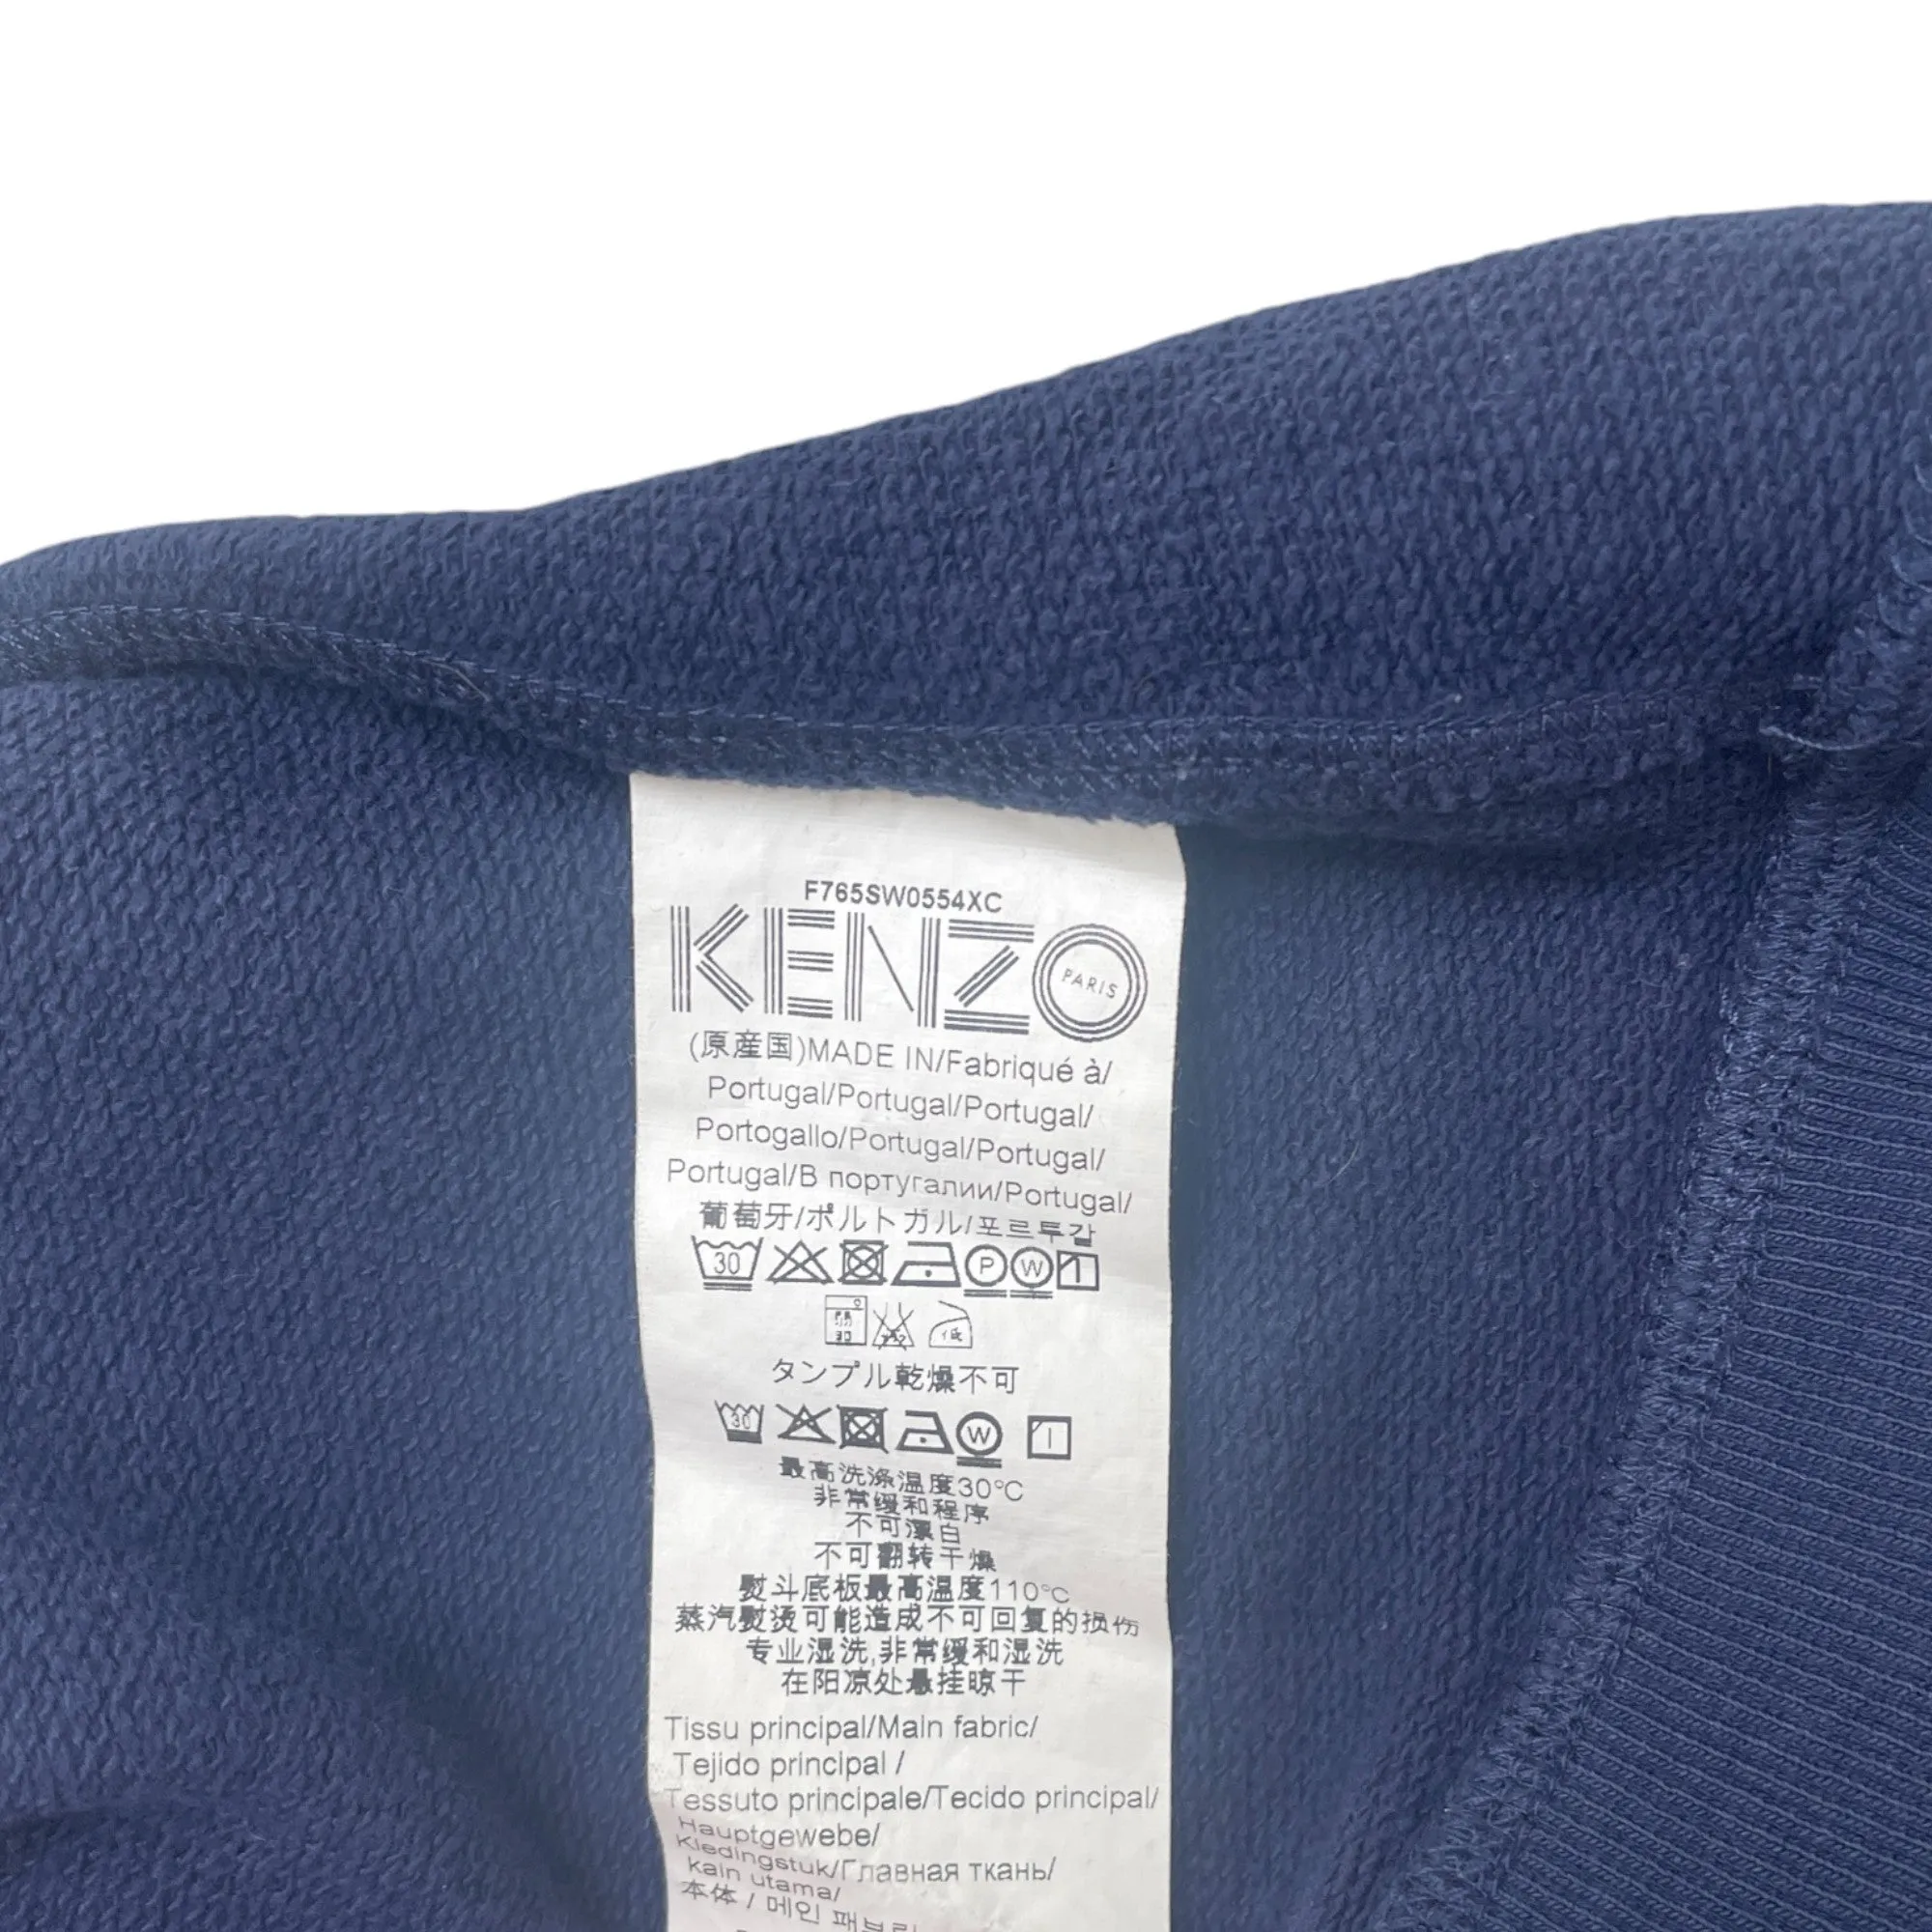 F765SW0554XC
KENZO PARIS
(原産国)MADE IN/Fabriqué à/
Portugal/Portugal/Portugal/
Portogallo/Portugal/Portugal/
Portugal/В португалии/Portugal/
葡萄牙/ポルトガル/포르투갈
30 P W
30 低
タンブル乾燥不可
30 W
最高洗涤温度30°C
非常缓和程序
不可漂白
不可翻转干燥
熨斗底板最高温度110°C
蒸汽熨烫可能造成不可回复的损伤
专业湿洗,非常缓和湿洗
在阳凉处悬挂晾干
Tissu principal/Main fabric/
Tejido principal /
Tessuto principale/Tecido principal/
Hauptgewebe/
Kledingstuk/Главная ткань/
kain utama/
本体 / 메인 패브릭